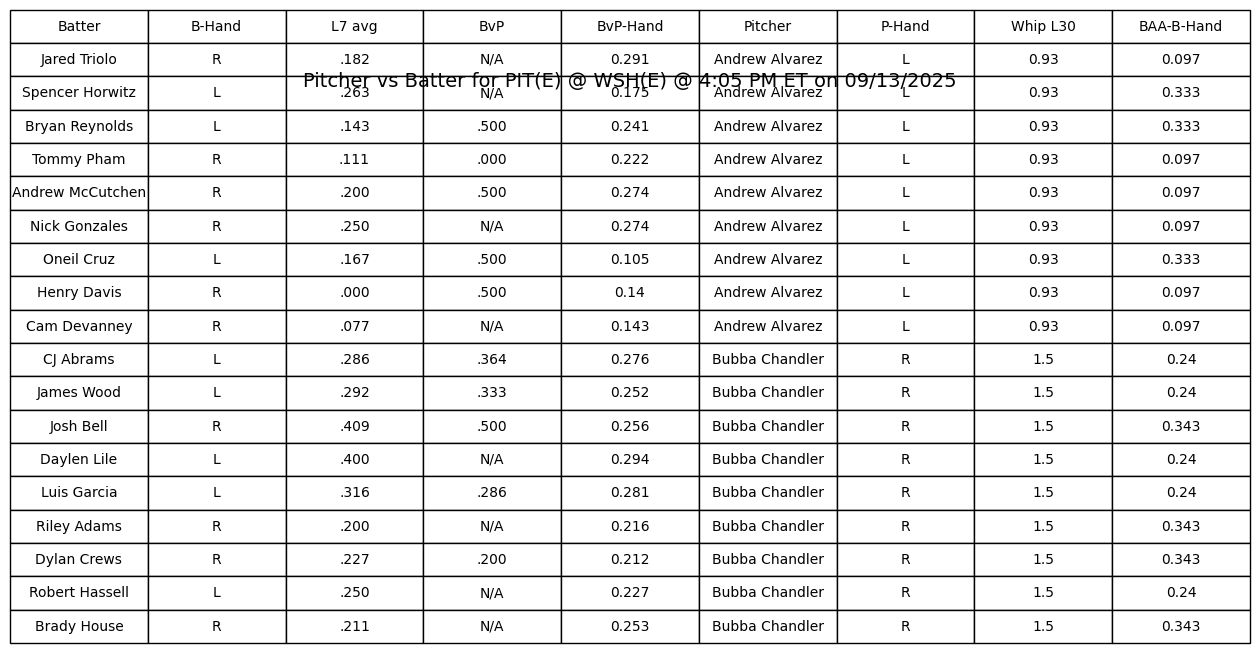 Batter B-Hand L7 avg BvP BvP-Hand Pitcher P-Hand Whip L30 BAA-B-Hand
Jared Triolo R .182 N/A 0.291 Andrew Alvarez L 0.93 0.097
Pitcher vs Batter for PIT(E) @ WSH(E) @ 4:05 PM ET on 09/13/2025
Spencer Horwitz L .263 N/A 0.175 Andrew Alvarez L 0.93 0.333
Bryan Reynolds L .143 .500 0.241 Andrew Alvarez L 0.93 0.333
Tommy Pham R .111 .000 0.222 Andrew Alvarez L 0.93 0.097
Andrew McCutchen R .200 .500 0.274 Andrew Alvarez L 0.93 0.097
Nick Gonzales R .250 N/A 0.274 Andrew Alvarez L 0.93 0.097
Oneil Cruz L .167 .500 0.105 Andrew Alvarez L 0.93 0.333
Henry Davis R .000 .500 0.14 Andrew Alvarez L 0.93 0.097
Cam Devanney R .077 N/A 0.143 Andrew Alvarez L 0.93 0.097
CJ Abrams L .286 .364 0.276 Bubba Chandler R 1.5 0.24
James Wood L .292 .333 0.252 Bubba Chandler R 1.5 0.24
Josh Bell R .409 .500 0.256 Bubba Chandler R 1.5 0.343
Daylen Lile L .400 N/A 0.294 Bubba Chandler R 1.5 0.24
Luis Garcia L .316 .286 0.281 Bubba Chandler R 1.5 0.24
Riley Adams R .200 N/A 0.216 Bubba Chandler R 1.5 0.343
Dylan Crews R .227 .200 0.212 Bubba Chandler R 1.5 0.343
Robert Hassell L .250 N/A 0.227 Bubba Chandler R 1.5 0.24
Brady House R .211 N/A 0.253 Bubba Chandler R 1.5 0.343